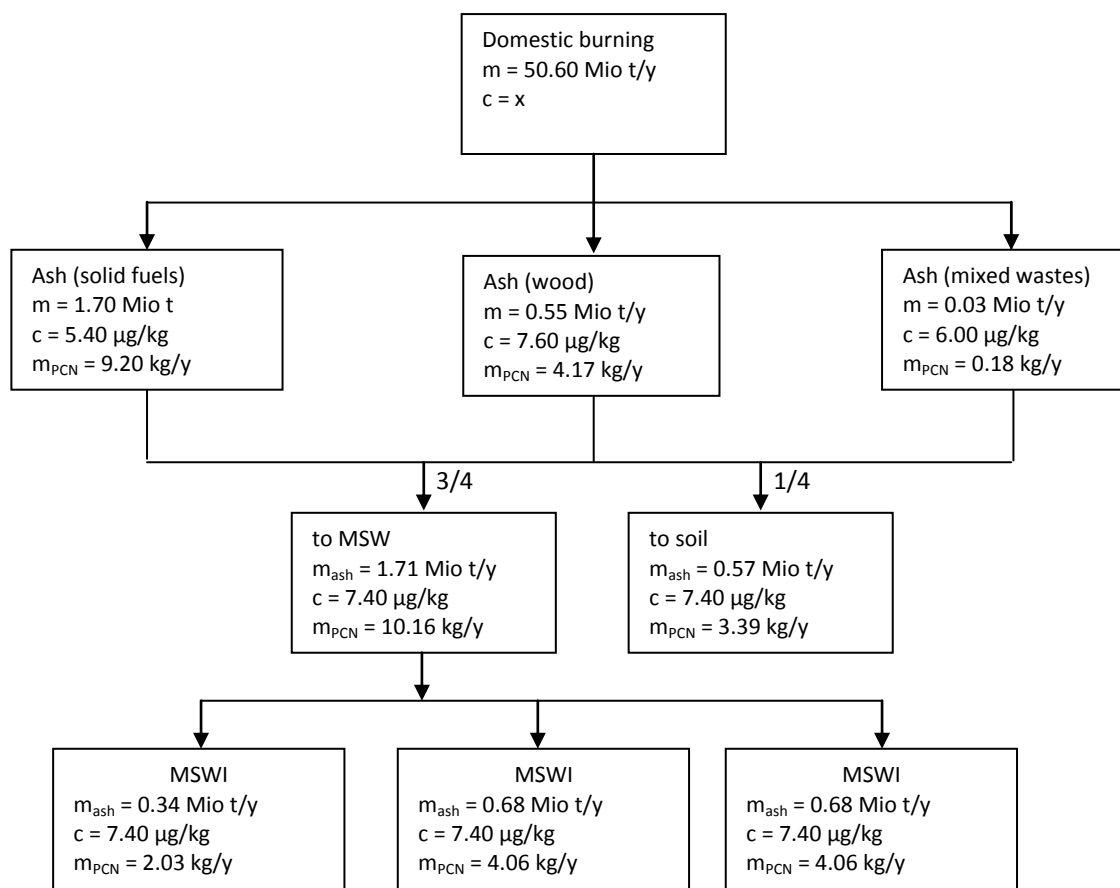 Domestic burning
m = 50.60 Mio t/y
c = x
Ash (solid fuels)
m = 1.70 Mio t
c = 5.40 µg/kg
mPCN = 9.20 kg/y
Ash (wood)
m = 0.55 Mio t/y
c = 7.60 µg/kg
mPCN = 4.17 kg/y
Ash (mixed wastes)
m = 0.03 Mio t/y
c = 6.00 µg/kg
mPCN = 0.18 kg/y
3/4
1/4
to MSW
mash = 1.71 Mio t/y
c = 7.40 µg/kg
mPCN = 10.16 kg/y
to soil
mash = 0.57 Mio t/y
c = 7.40 µg/kg
mPCN = 3.39 kg/y
MSWI
mash = 0.34 Mio t/y
c = 7.40 µg/kg
mPCN = 2.03 kg/y
MSWI
mash = 0.68 Mio t/y
c = 7.40 µg/kg
mPCN = 4.06 kg/y
MSWI
mash = 0.68 Mio t/y
c = 7.40 µg/kg
mPCN = 4.06 kg/y